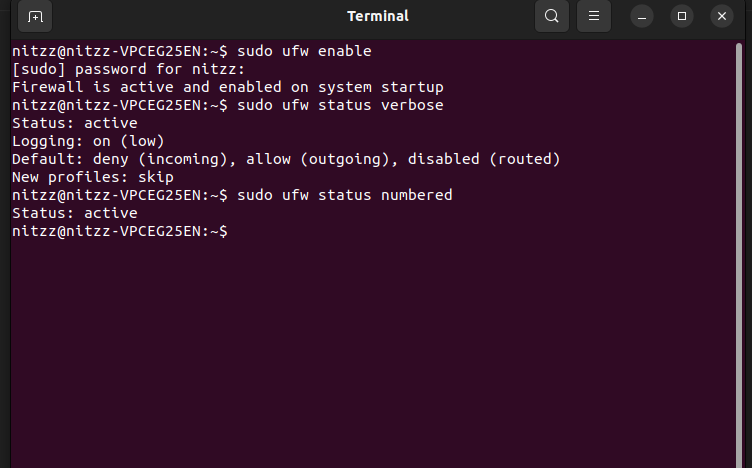 Terminal
nitzz@nitzz-VPCEG25EN:~$ sudo ufw enable
[sudo] password for nitzz:
Firewall is active and enabled on system startup
nitzz@nitzz-VPCEG25EN:~$ sudo ufw status verbose
Status: active
Logging: on (low)
Default: deny (incoming), allow (outgoing), disabled (routed)
New profiles: skip
nitzz@nitzz-VPCEG25EN:~$ sudo ufw status numbered
Status: active
nitzz@nitzz-VPCEG25EN:~$